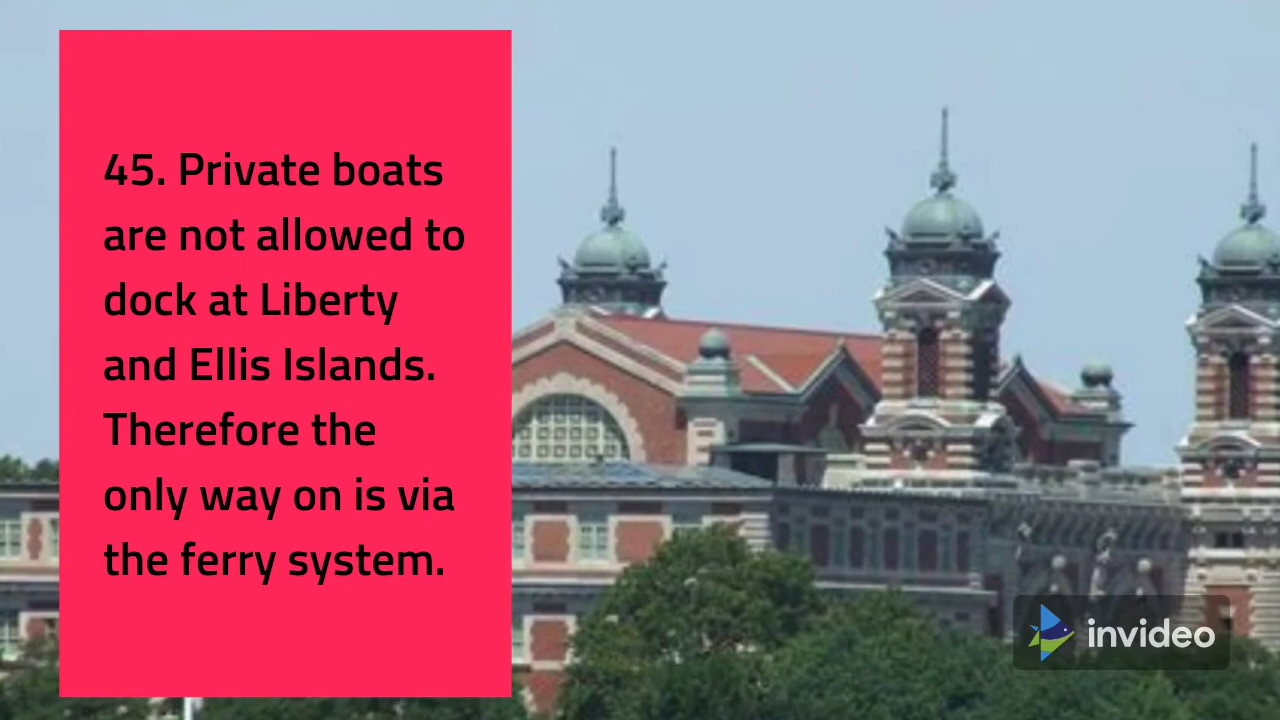 45. Private boats
are not allowed to
dock at Liberty
and Ellis Islands.
Therefore the
only way on is via
the ferry system.
invideo